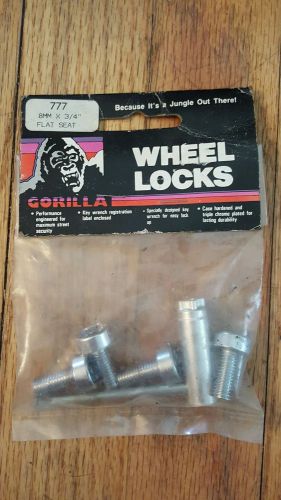 777
8MM X 3/4"
FLAT SEAT
Because It's a Jungle Out There!
WHEEL
LOCKS
GORILLA
• Performance
engineered for
maximum street
security
• Key wrench registration
label enclosed
• Specially designed key
wrench for easy lock
up
• Case hardened and
triple chrome plated for
lasting durability